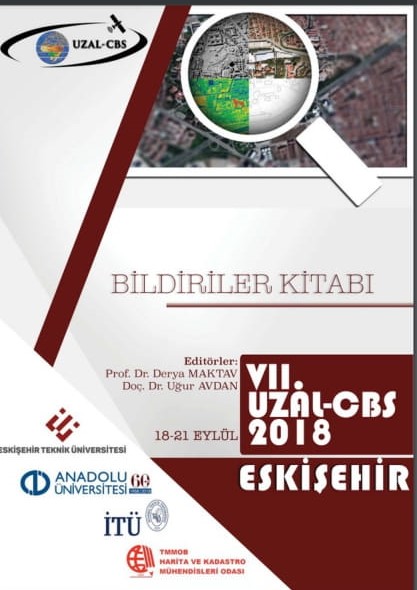 UZAL-CBS
BİLDİRİLER KİTABI
Editörler:
Prof. Dr. Derya MAKTAV
Doç. Dr. Uğur AVDAN
18-21 EYLÜL
VII.
UZAL-CBS
2018
ESKİŞEHİR
ESKİŞEHİR TEKNİK ÜNİVERSİTESİ
ANADOLU
ÜNİVERSİTESİ
60
İTÜ
TMMOB
HARİTA VE KADASTRO
MÜHENDİSLERİ ODASI